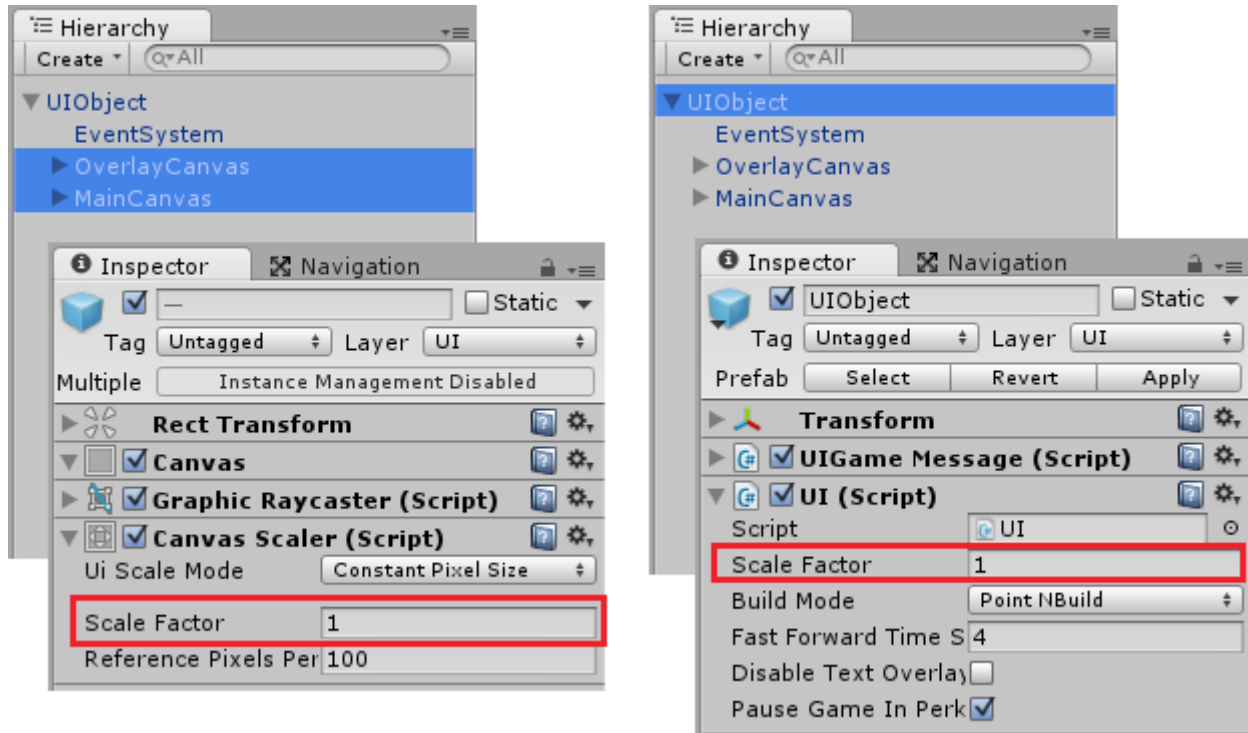 Hierarchy
Create
All
UIObject
EventSystem
OverlayCanvas
MainCanvas
Inspector
Navigation
—
Static
Tag Untagged Layer UI
Multiple Instance Management Disabled
Rect Transform
Canvas
Graphic Raycaster (Script)
Canvas Scaler (Script)
Ui Scale Mode Constant Pixel Size
Scale Factor 1
Reference Pixels Per 100
Hierarchy
Create
All
UIObject
EventSystem
OverlayCanvas
MainCanvas
Inspector
Navigation
UIObject
Static
Tag Untagged Layer UI
Prefab Select Revert Apply
Transform
UIGame Message (Script)
UI (Script)
Script UI
Scale Factor 1
Build Mode Point NBuild
Fast Forward Time S 4
Disable Text Overlay
Pause Game In Perk